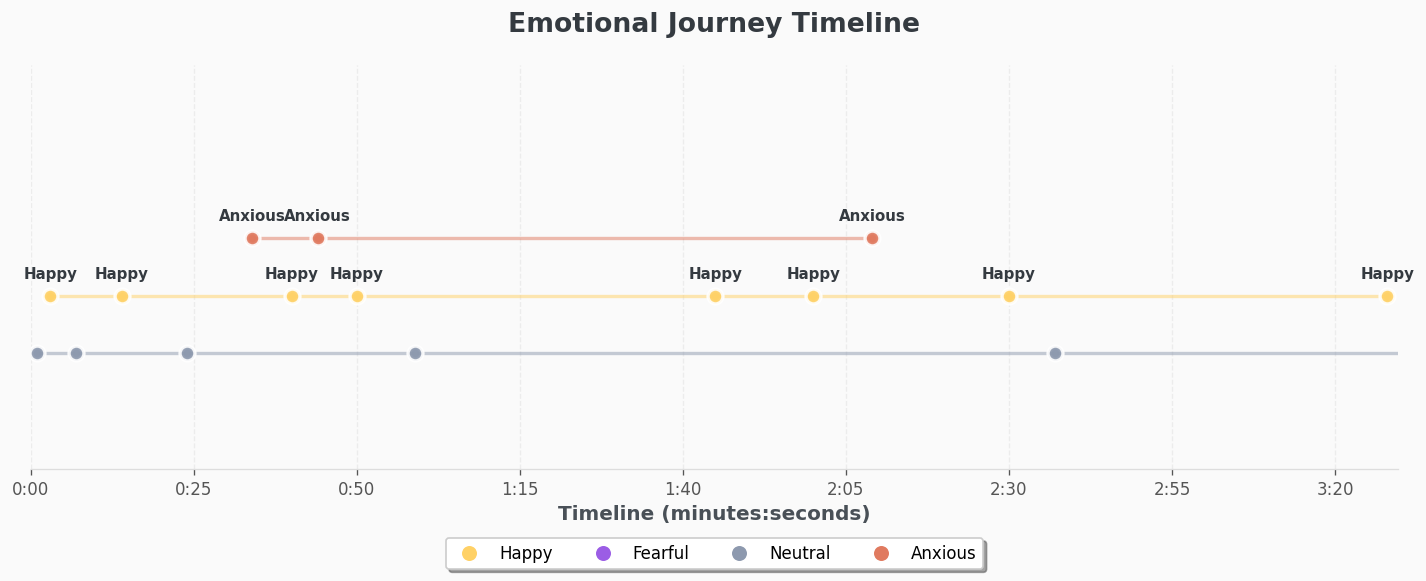 Emotional Journey Timeline
Anxious Anxious Anxious
Happy Happy Happy Happy Happy Happy Happy Happy
0:00 0:25 0:50 1:15 1:40 2:05 2:30 2:55 3:20
Timeline (minutes:seconds)
Happy Fearful Neutral Anxious